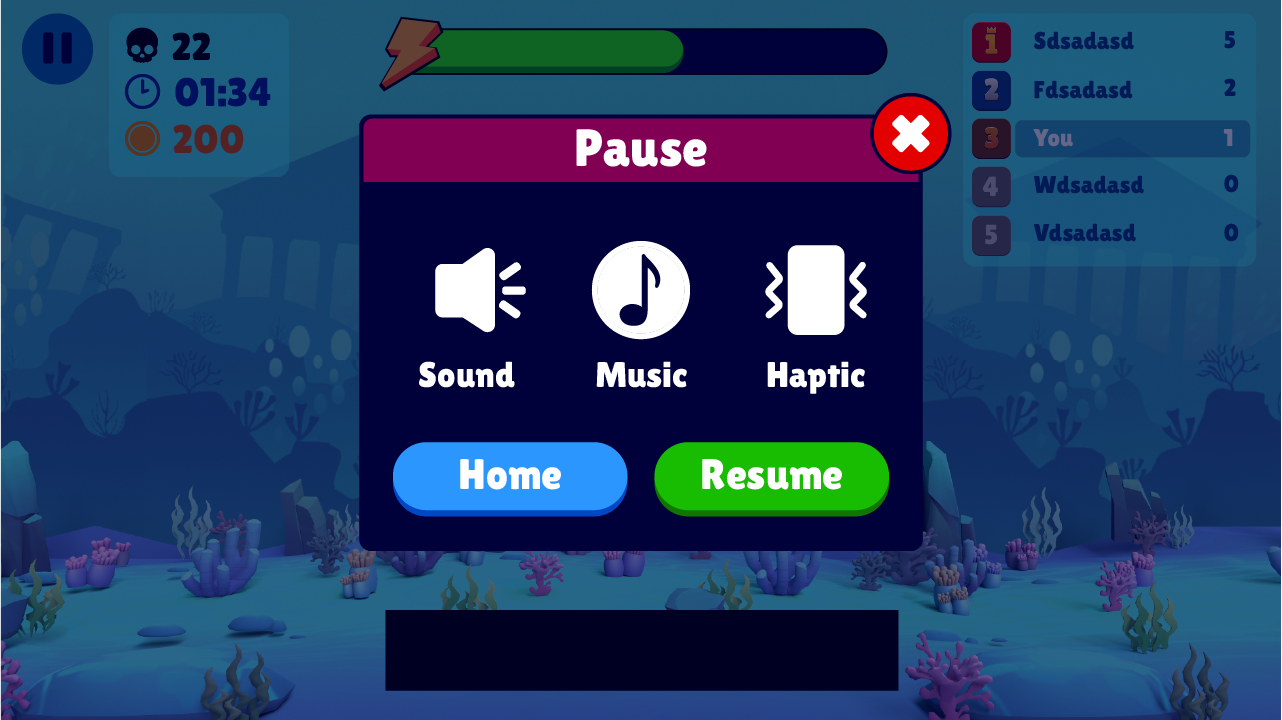 22
01:34
200
1 Sdsadasd 5
2 Fdsadasd 2
3 You 1
4 Wdsadasd 0
5 Vdsadasd 0
Pause
Sound Music Haptic
Home Resume